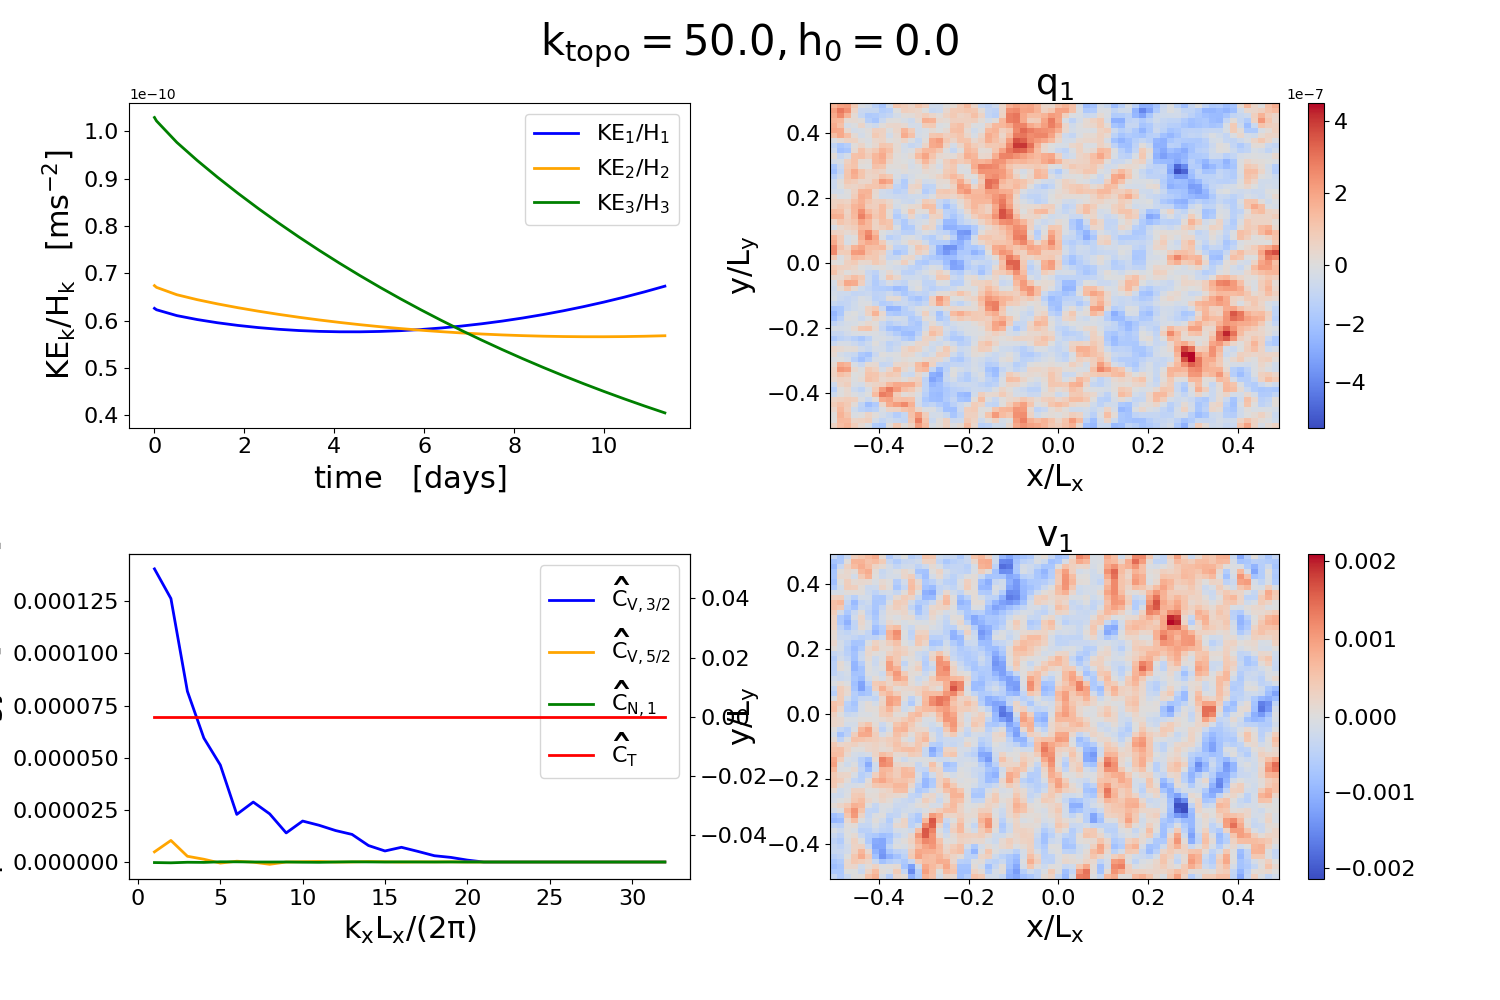 k_topo = 50.0, h_0 = 0.0
1e−10
1.0
0.9
0.8
0.7
0.6
0.5
0.4
KE_k/H_k [ms^−2]
KE_1/H_1
KE_2/H_2
KE_3/H_3
0 2 4 6 8 10
time [days]
q_1
1e−7
0.4
0.2
0.0
−0.2
−0.4
y/L_y
−0.4 −0.2 0.0 0.2 0.4
x/L_x
4
2
0
−2
−4
0.000125
0.000100
0.000075
0.000050
0.000025
0.000000
Ĉ_V,3/2
Ĉ_V,5/2
Ĉ_N,1
Ĉ_T
0.04
0.02
0.00
−0.02
−0.04
0 5 10 15 20 25 30
k_xL_x/(2π)
v_1
0.4
0.2
0.0
−0.2
−0.4
y/L_y
−0.4 −0.2 0.0 0.2 0.4
x/L_x
0.002
0.001
0.000
−0.001
−0.002